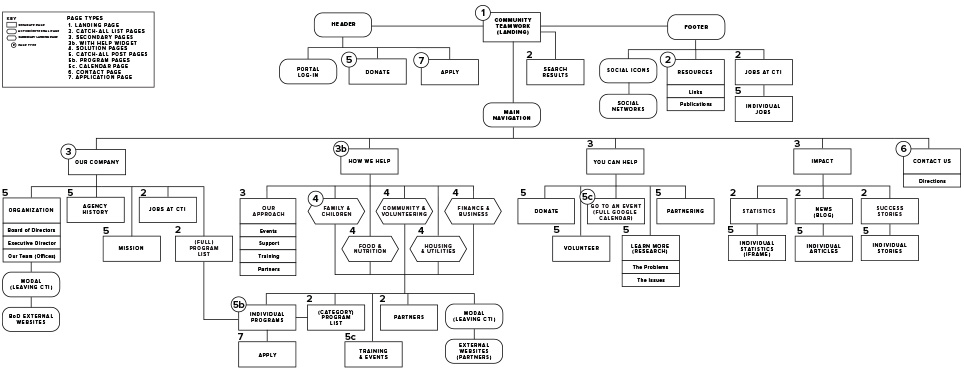 KEY
PAGE TYPES
1. LANDING PAGE
2. CATCH-ALL LIST PAGES
3. SECONDARY PAGES
3b. WITH HELP WIDGET
4. SOLUTION PAGES
5. CATCH-ALL POST PAGES
5b. PROGRAM PAGES
5c. CALENDAR PAGE
6. CONTACT PAGE
7. APPLICATION PAGE
HEADER
1
COMMUNITY
TEAMWORK
(LANDING)
FOOTER
PORTAL
LOG-IN
5
DONATE
7
APPLY
2
SEARCH
RESULTS
SOCIAL ICONS
SOCIAL
NETWORKS
2
RESOURCES
Links
Publications
2
JOBS AT CTI
5
INDIVIDUAL
JOBS
MAIN
NAVIGATION
3
OUR COMPANY
3b
HOW WE HELP
3
YOU CAN HELP
3
IMPACT
6
CONTACT US
Directions
5
ORGANIZATION
Board of Directors
Executive Director
Our Team (Offices)
MODAL
(LEAVING CTI)
BoD EXTERNAL
WEBSITES
5
AGENCY
HISTORY
5
MISSION
2
JOBS AT CTI
2
(FULL)
PROGRAM
LIST
3
OUR
APPROACH
Events
Support
Training
Partners
4
FAMILY &
CHILDREN
4
FOOD &
NUTRITION
4
COMMUNITY &
VOLUNTEERING
4
HOUSING
& UTILITIES
4
FINANCE &
BUSINESS
5
DONATE
5
VOLUNTEER
5c
GO TO AN EVENT
(FULL GOOGLE
CALENDAR)
5
LEARN MORE
(RESEARCH)
The Problems
The Issues
5
PARTNERING
2
STATISTICS
5
INDIVIDUAL
STATISTICS
(IFRAME)
2
NEWS
(BLOG)
5
INDIVIDUAL
ARTICLES
2
SUCCESS
STORIES
5
INDIVIDUAL
STORIES
5b
INDIVIDUAL
PROGRAMS
7
APPLY
2
(CATEGORY)
PROGRAM
LIST
5c
TRAINING
& EVENTS
2
PARTNERS
MODAL
(LEAVING CTI)
EXTERNAL
WEBSITES
(PARTNERS)